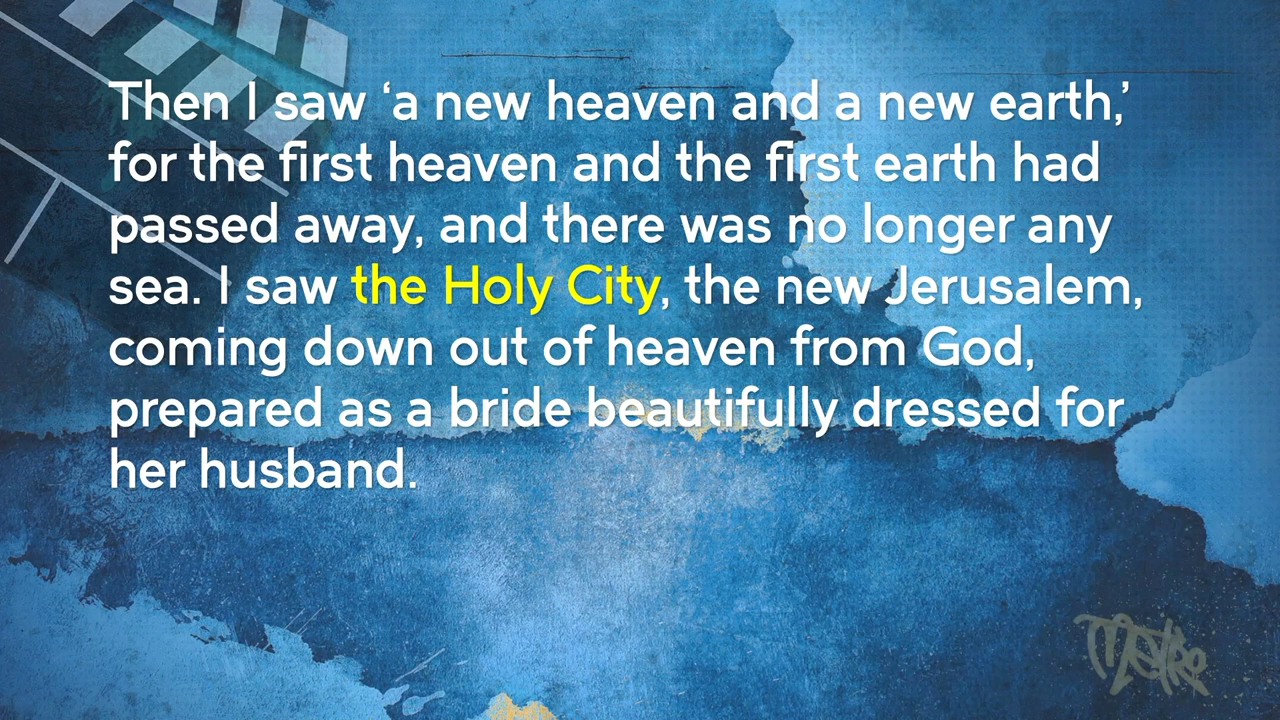 Then I saw ‘a new heaven and a new earth,’
for the first heaven and the first earth had
passed away, and there was no longer any
sea. I saw the Holy City, the new Jerusalem,
coming down out of heaven from God,
prepared as a bride beautifully dressed for
her husband.
Metro